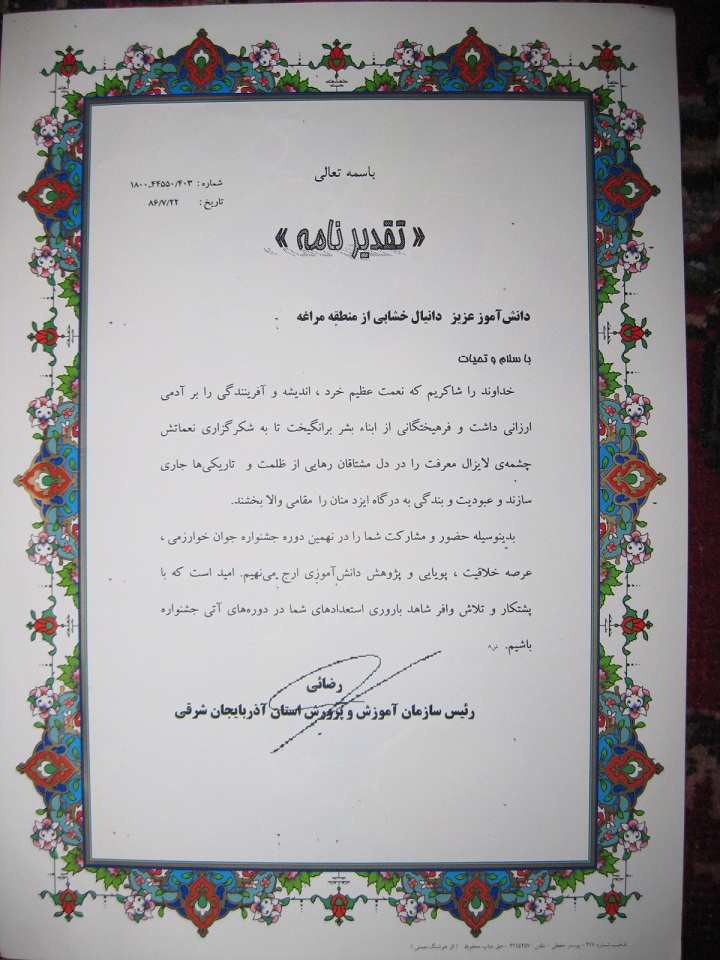 باسمه تعالی
شماره : ۱۸۰۰-۴۴۵۵۰/۴۰۳
تاریخ : ۸۶/۷/۲۲
« تقدیر نامه »
دانش‌آموز عزیز دانیال خشابی از منطقه مراغه
با سلام و تحیات
خداوند را شاکریم که نعمت عظیم خرد ، اندیشه و آفرینندگی را بر آدمی
ارزانی داشت و فرهیختگانی از ابناء بشر برانگیخت تا به شکرگزاری نعماتش
چشمه‌ی لایزال معرفت را در دل مشتاقان رهایی از ظلمت و تاریکی‌ها جاری
سازند و عبودیت و بندگی به درگاه ایزد منان را مقامی والا بخشند.
بدینوسیله حضور و مشارکت شما را در نهمین دوره جشنواره جوان خوارزمی ،
عرصه خلاقیت ، پویایی و پژوهش دانش‌آموزی ارج می‌نهیم. امید است که با
پشتکار و تلاش وافر شاهد باروری استعدادهای شما در دوره‌های آتی جشنواره
باشیم.
رضائی
رئیس سازمان آموزش و پرورش استان آذربایجان شرقی